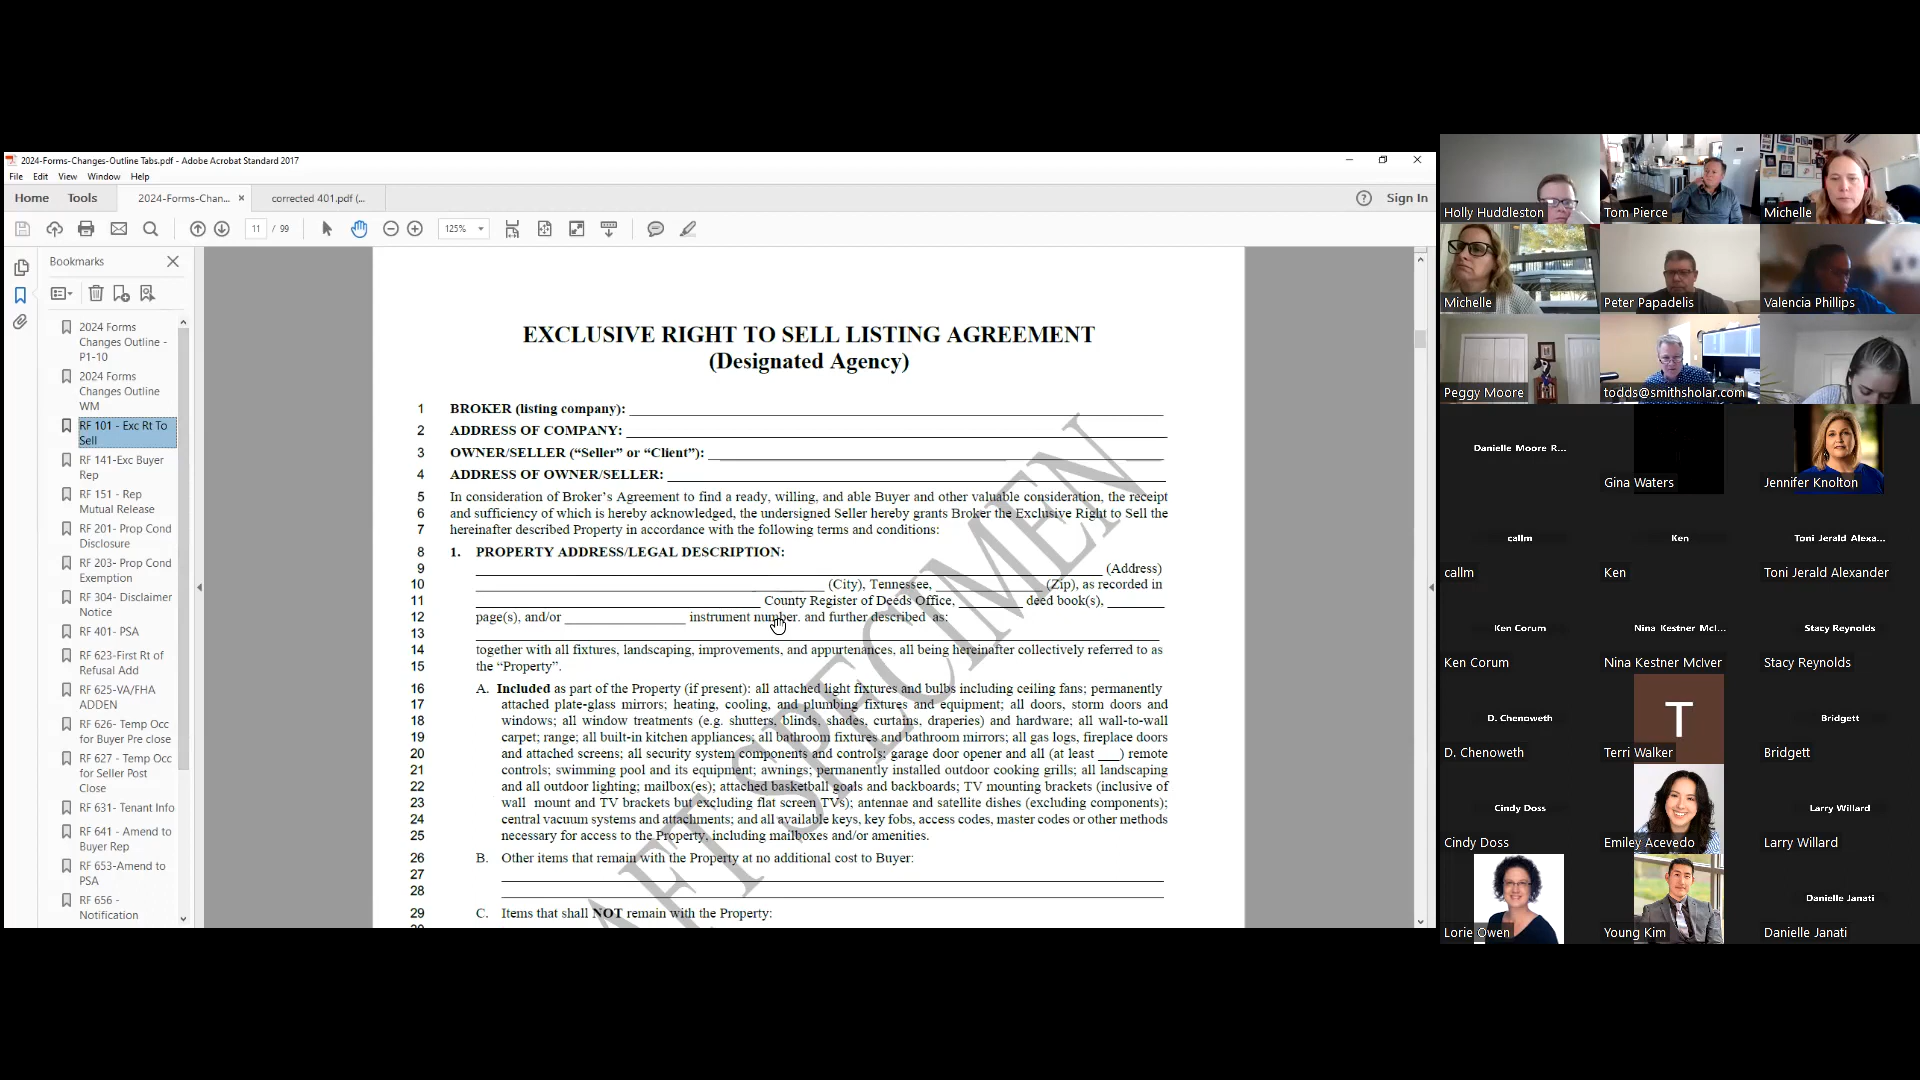 2024-Forms-Changes-Outline Tabs.pdf - Adobe Acrobat Standard 2017
File Edit View Window Help
Home Tools 2024-Forms-Chan... × corrected 401.pdf (... Sign In
11 / 99 125%
Bookmarks
2024 Forms
Changes Outline -
P1-10
2024 Forms
Changes Outline
WM
RF 101 - Exc Rt To
Sell
RF 141-Exc Buyer
Rep
RF 151 - Rep
Mutual Release
RF 201- Prop Cond
Disclosure
RF 203- Prop Cond
Exemption
RF 304- Disclaimer
Notice
RF 401- PSA
RF 623-First Rt of
Refusal Add
RF 625-VA/FHA
ADDEN
RF 626- Temp Occ
for Buyer Pre close
RF 627 - Temp Occ
for Seller Post
Close
RF 631- Tenant Info
RF 641 - Amend to
Buyer Rep
RF 653-Amend to
PSA
RF 656 -
Notification
EXCLUSIVE RIGHT TO SELL LISTING AGREEMENT
(Designated Agency)
1 BROKER (listing company):
2 ADDRESS OF COMPANY:
3 OWNER/SELLER (“Seller” or “Client”):
4 ADDRESS OF OWNER/SELLER:
5 In consideration of Broker’s Agreement to find a ready, willing, and able Buyer and other valuable consideration, the receipt
6 and sufficiency of which is hereby acknowledged, the undersigned Seller hereby grants Broker the Exclusive Right to Sell the
7 hereinafter described Property in accordance with the following terms and conditions:
8 1. PROPERTY ADDRESS/LEGAL DESCRIPTION:
9 (Address)
10 (City), Tennessee, (Zip), as recorded in
11 County Register of Deeds Office, deed book(s),
12 page(s), and/or instrument number. and further described as:
13
14 together with all fixtures, landscaping, improvements, and appurtenances, all being hereinafter collectively referred to as
15 the “Property”.
16 A. Included as part of the Property (if present): all attached light fixtures and bulbs including ceiling fans; permanently
17 attached plate-glass mirrors; heating, cooling, and plumbing fixtures and equipment; all doors, storm doors and
18 windows; all window treatments (e.g. shutters, blinds, shades, curtains, draperies) and hardware; all wall-to-wall
19 carpet; range; all built-in kitchen appliances; all bathroom fixtures and bathroom mirrors; all gas logs, fireplace doors
20 and attached screens; all security system components and controls; garage door opener and all (at least ___) remote
21 controls; swimming pool and its equipment; awnings; permanently installed outdoor cooking grills; all landscaping
22 and all outdoor lighting; mailbox(es); attached basketball goals and backboards; TV mounting brackets (inclusive of
23 wall mount and TV brackets but excluding flat screen TVs); antennae and satellite dishes (excluding components);
24 central vacuum systems and attachments; and all available keys, key fobs, access codes, master codes or other methods
25 necessary for access to the Property, including mailboxes and/or amenities.
26 B. Other items that remain with the Property at no additional cost to Buyer:
27
28
29 C. Items that shall NOT remain with the Property:
AFT SPECIMEN
Holly Huddleston Tom Pierce Michelle
Michelle Peter Papadelis Valencia Phillips
Peggy Moore todds@smithsholar.com
Danielle Moore R...
Gina Waters Jennifer Knolton
callm Ken Toni Jerald Alexa...
callm Ken Toni Jerald Alexander
Ken Corum Nina Kestner McI... Stacy Reynolds
Ken Corum Nina Kestner McIver Stacy Reynolds
D. Chenoweth T Bridgett
D. Chenoweth Terri Walker Bridgett
Cindy Doss Larry Willard
Cindy Doss Emiley Acevedo Larry Willard
Danielle Janati
Lorie Owen Young Kim Danielle Janati